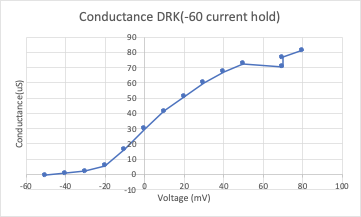 Conductance DRK(-60 current hold)
90
80
70
60
50
40
30
20
10
0
-10
-60 -40 -20 0 20 40 60 80 100
Conductance(uS)
Voltage (mV)